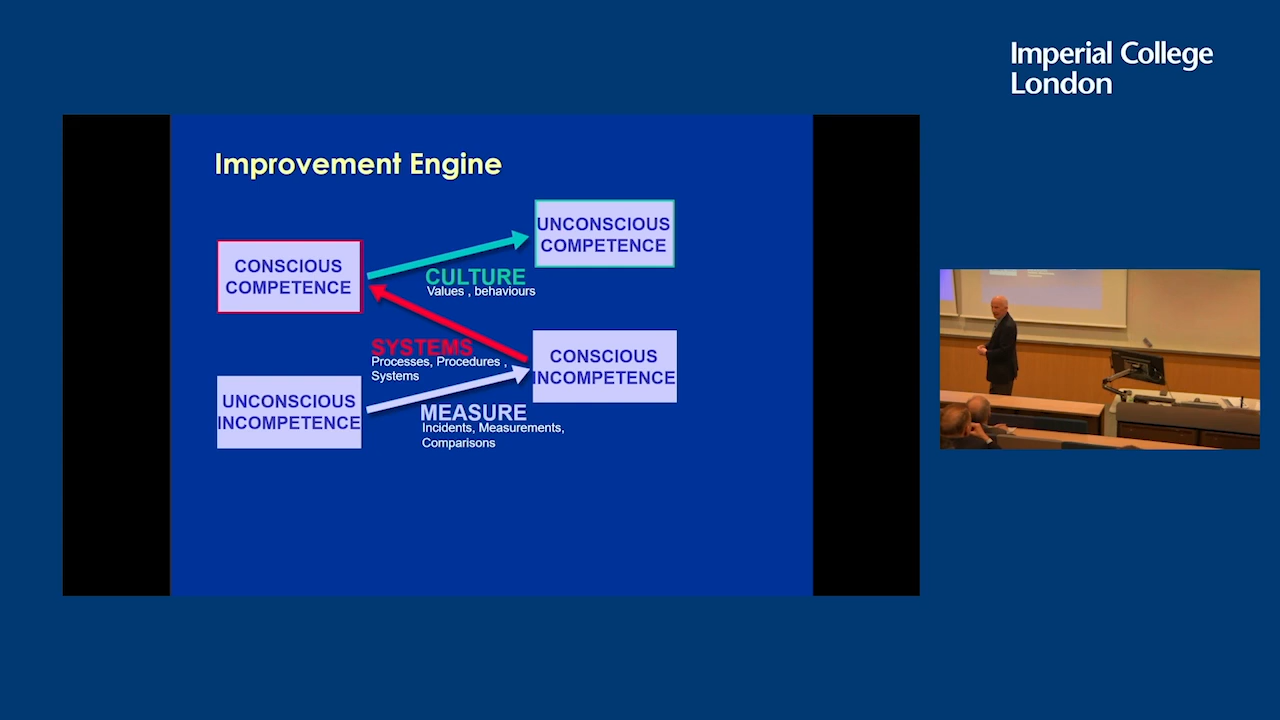 Imperial College
London
Improvement Engine
UNCONSCIOUS
COMPETENCE
CONSCIOUS
COMPETENCE
CULTURE
Values , behaviours
SYSTEMS
Processes, Procedures ,
Systems
CONSCIOUS
INCOMPETENCE
UNCONSCIOUS
INCOMPETENCE
MEASURE
Incidents, Measurements,
Comparisons